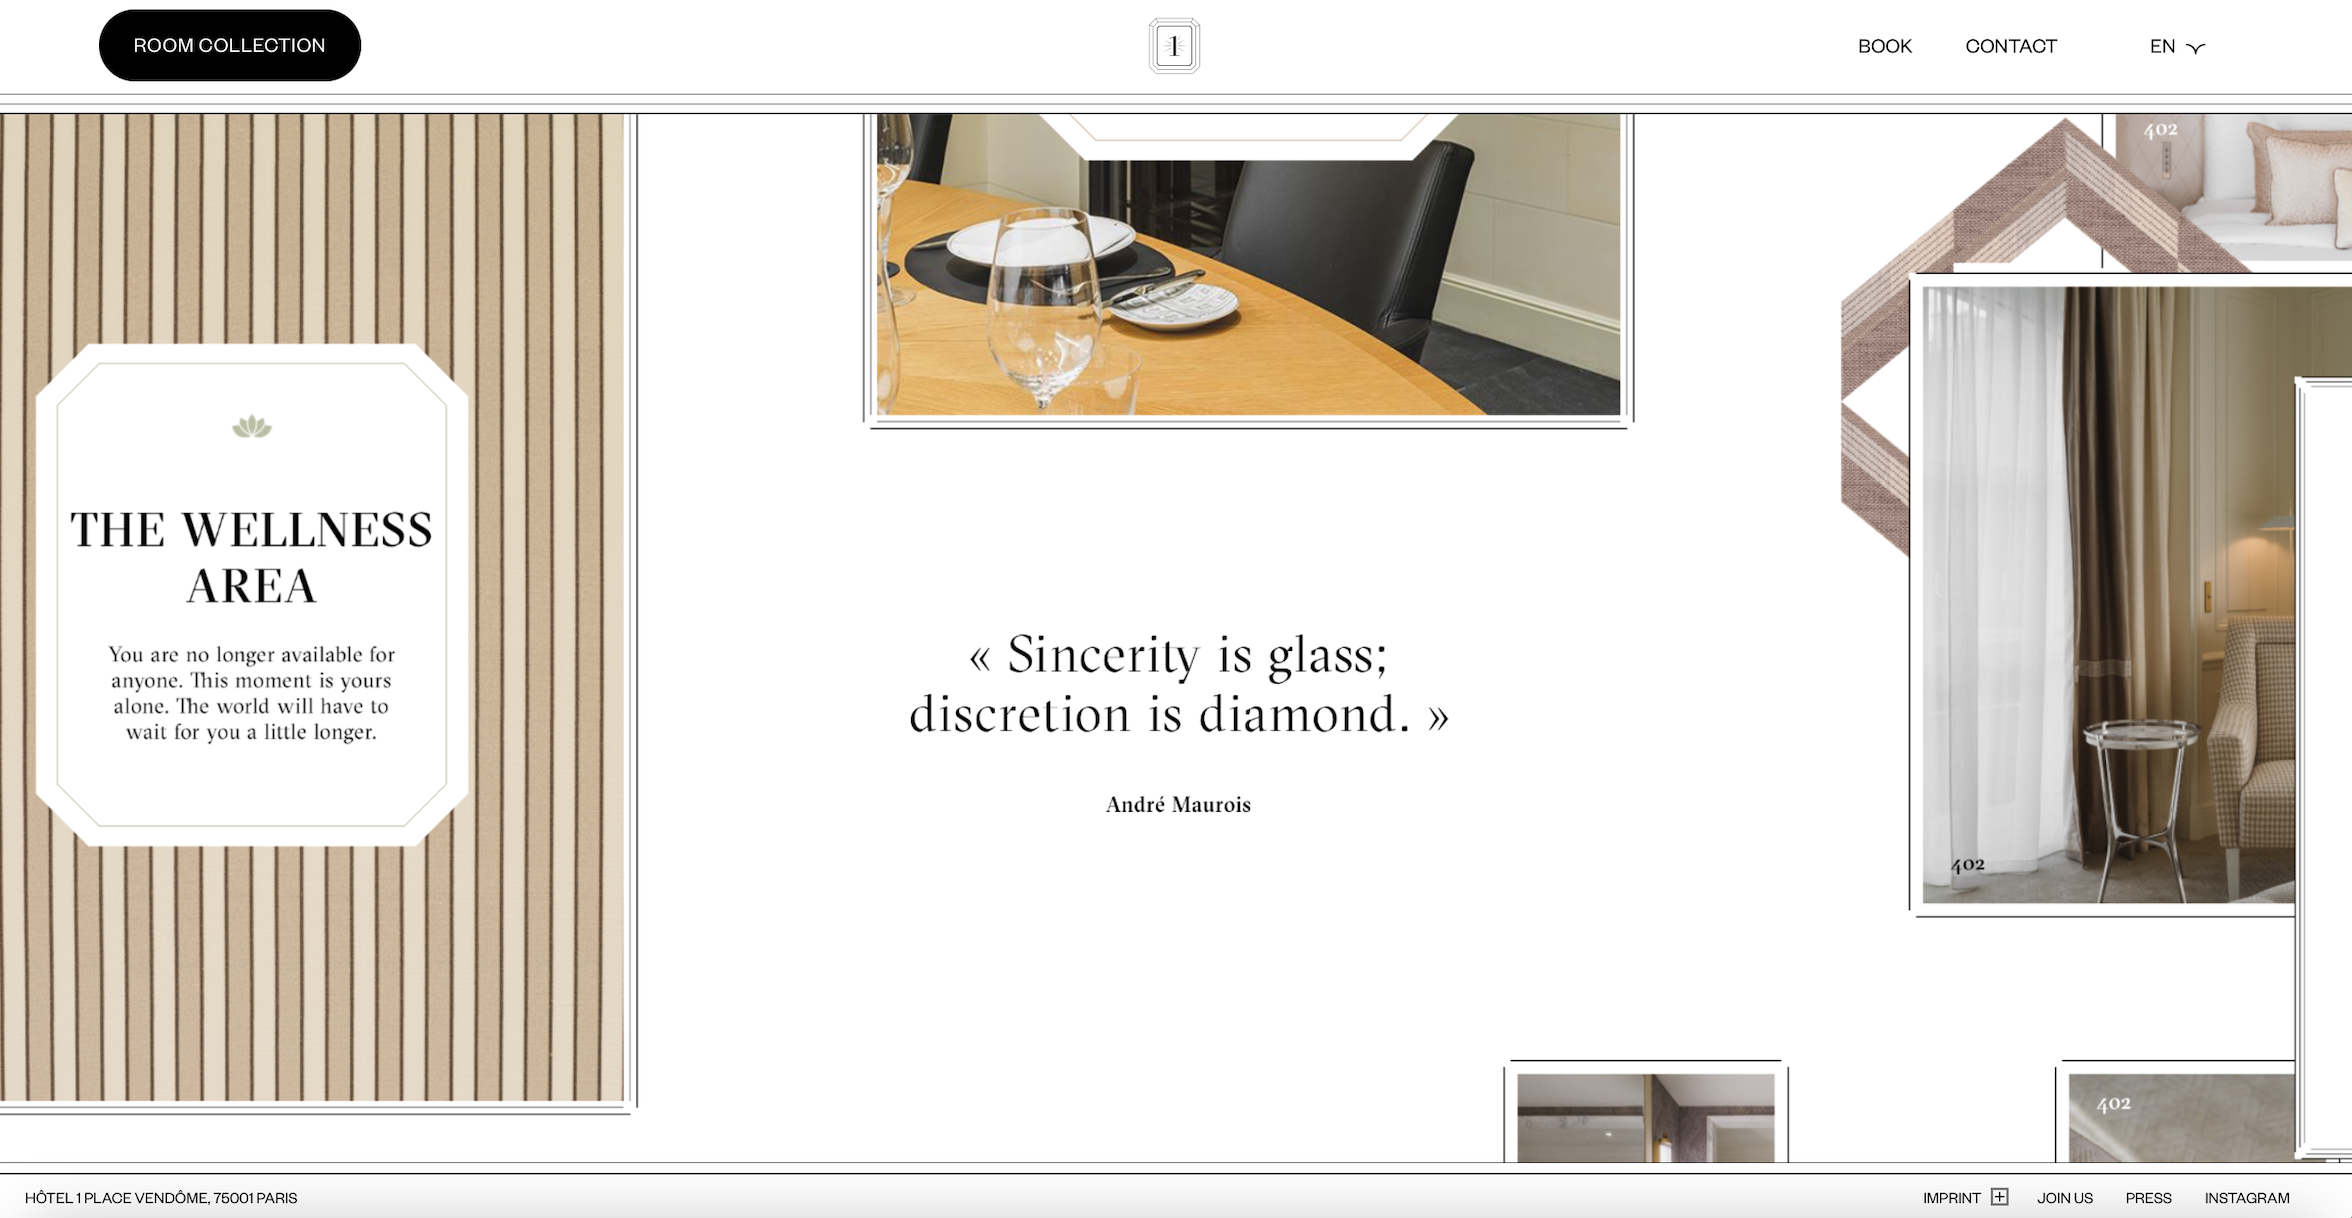 ROOM COLLECTION
1
BOOK
CONTACT
EN
402
THE WELLNESS
AREA
You are no longer available for
anyone. This moment is yours
alone. The world will have to
wait for you a little longer.
« Sincerity is glass;
discretion is diamond. »
André Maurois
402
402
HÔTEL 1 PLACE VENDÔME, 75001 PARIS
IMPRINT
JOIN US
PRESS
INSTAGRAM